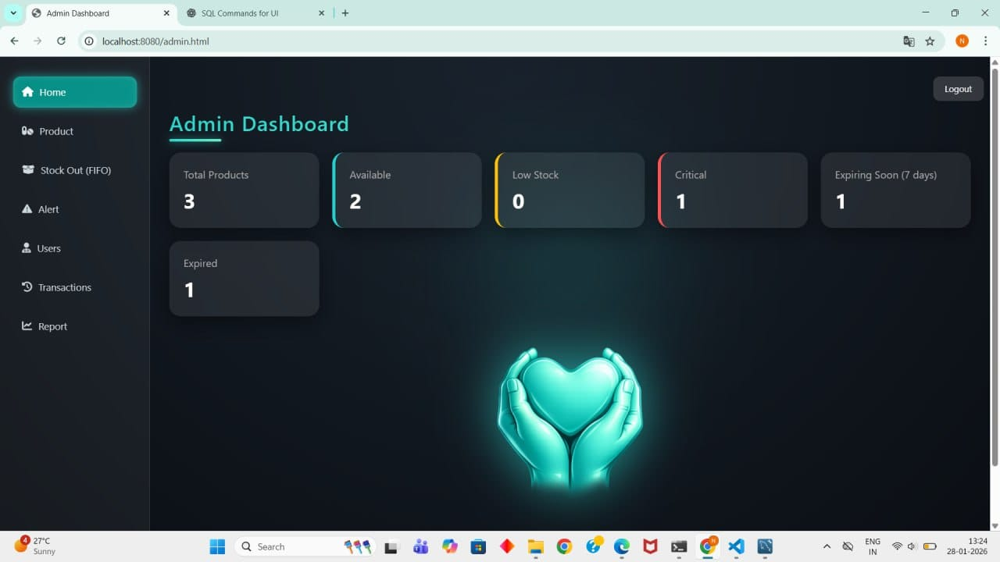 Admin Dashboard
SQL Commands for UI
localhost:8080/admin.html
N
Home
Product
Stock Out (FIFO)
Alert
Users
Transactions
Report
Logout
Admin Dashboard
Total Products
3
Available
2
Low Stock
0
Critical
1
Expiring Soon (7 days)
1
Expired
1
4
27°C
Sunny
Search
N
ENG
IN
13:24
28-01-2026